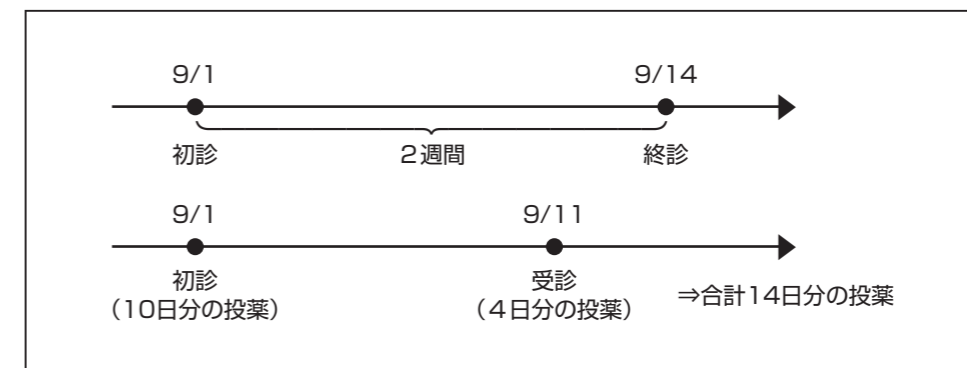 9/1
9/14
初診
2週間
終診
9/1
9/11
初診
(10日分の投薬)
受診
(4日分の投薬)
⇒合計14日分の投薬